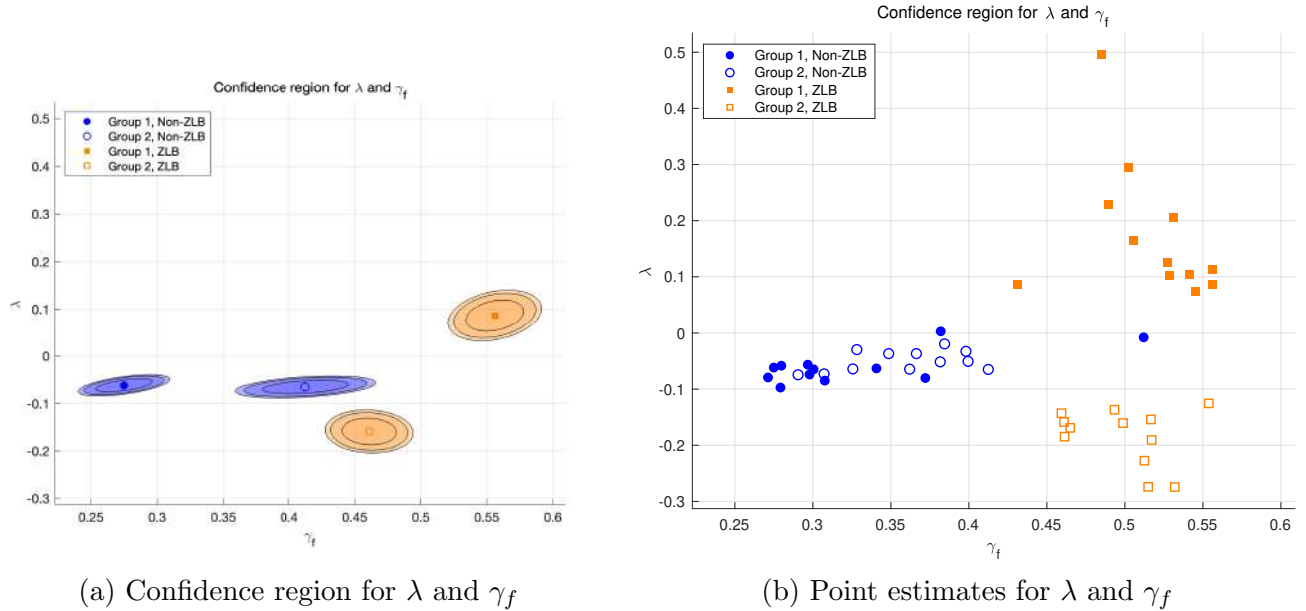 Confidence region for λ and γf
0.5
0.4
0.3
0.2
0.1
0
-0.1
-0.2
-0.3
λ
Group 1, Non-ZLB
Group 2, Non-ZLB
Group 1, ZLB
Group 2, ZLB
0.25 0.3 0.35 0.4 0.45 0.5 0.55 0.6
γf
(a) Confidence region for λ and γf
Confidence region for λ and γf
0.5
0.4
0.3
0.2
0.1
0
-0.1
-0.2
-0.3
λ
Group 1, Non-ZLB
Group 2, Non-ZLB
Group 1, ZLB
Group 2, ZLB
0.25 0.3 0.35 0.4 0.45 0.5 0.55 0.6
γf
(b) Point estimates for λ and γf